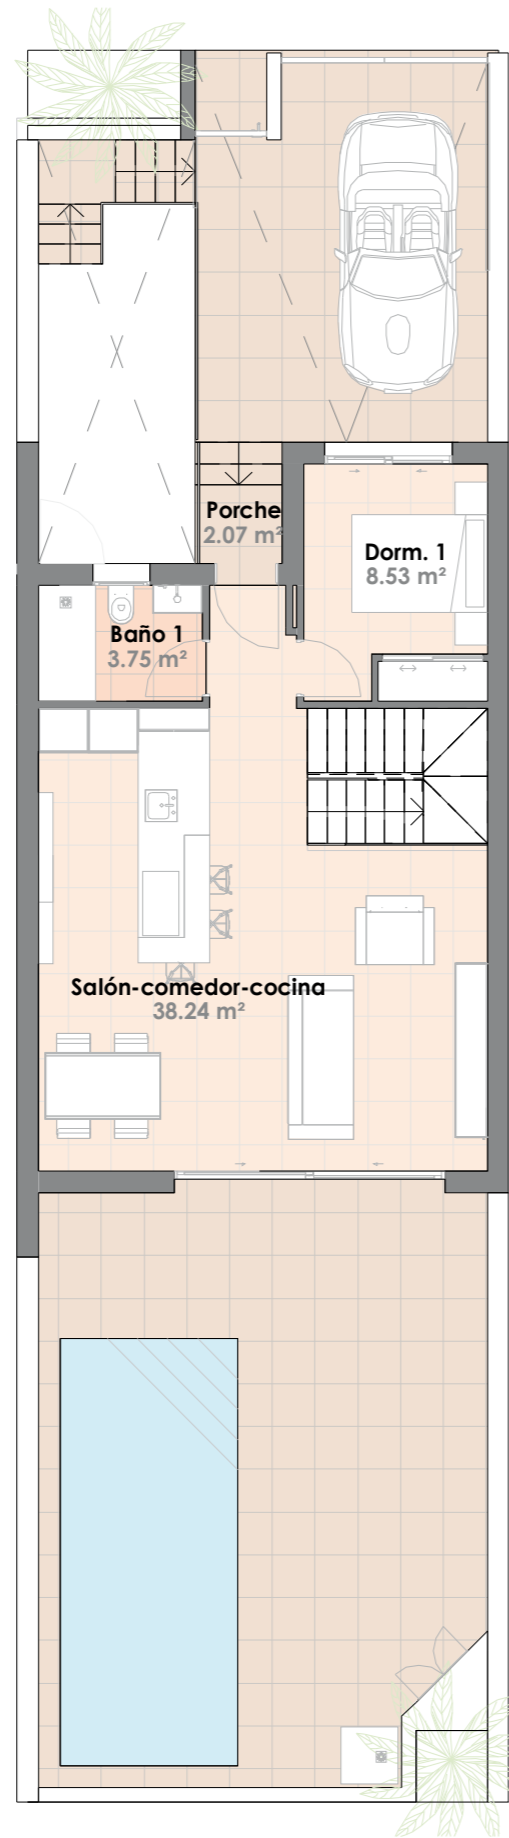 Porche
2.07 m²
Dorm. 1
8.53 m²
Baño 1
3.75 m²
Salón-comedor-cocina
38.24 m²